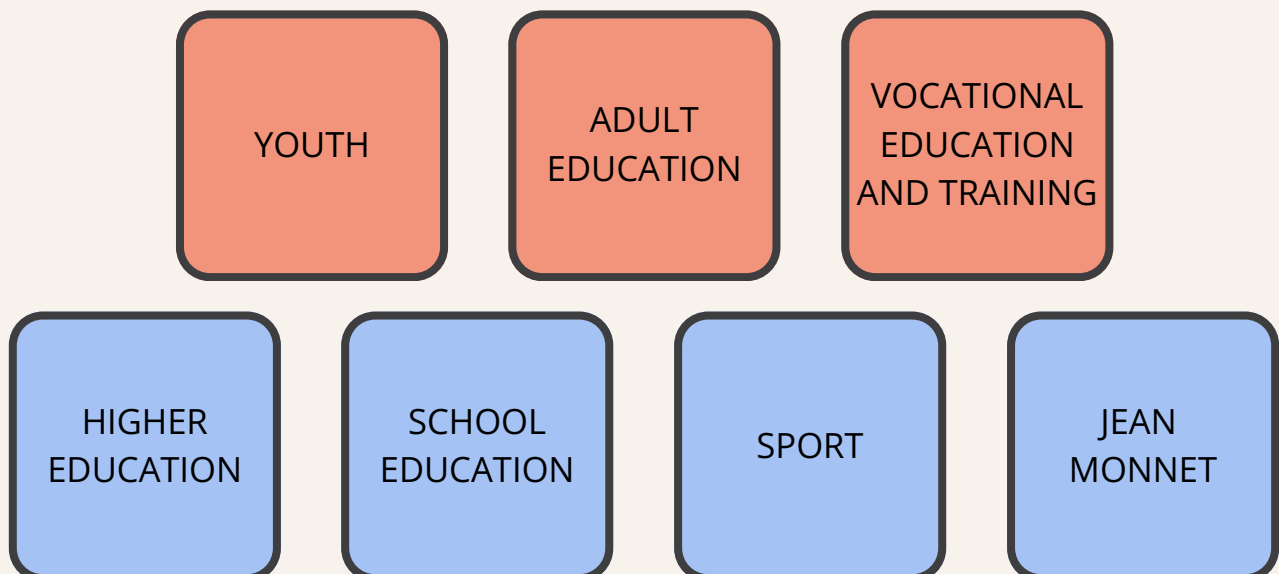 YOUTH
ADULT
EDUCATION
VOCATIONAL
EDUCATION
AND TRAINING
HIGHER
EDUCATION
SCHOOL
EDUCATION
SPORT
JEAN
MONNET